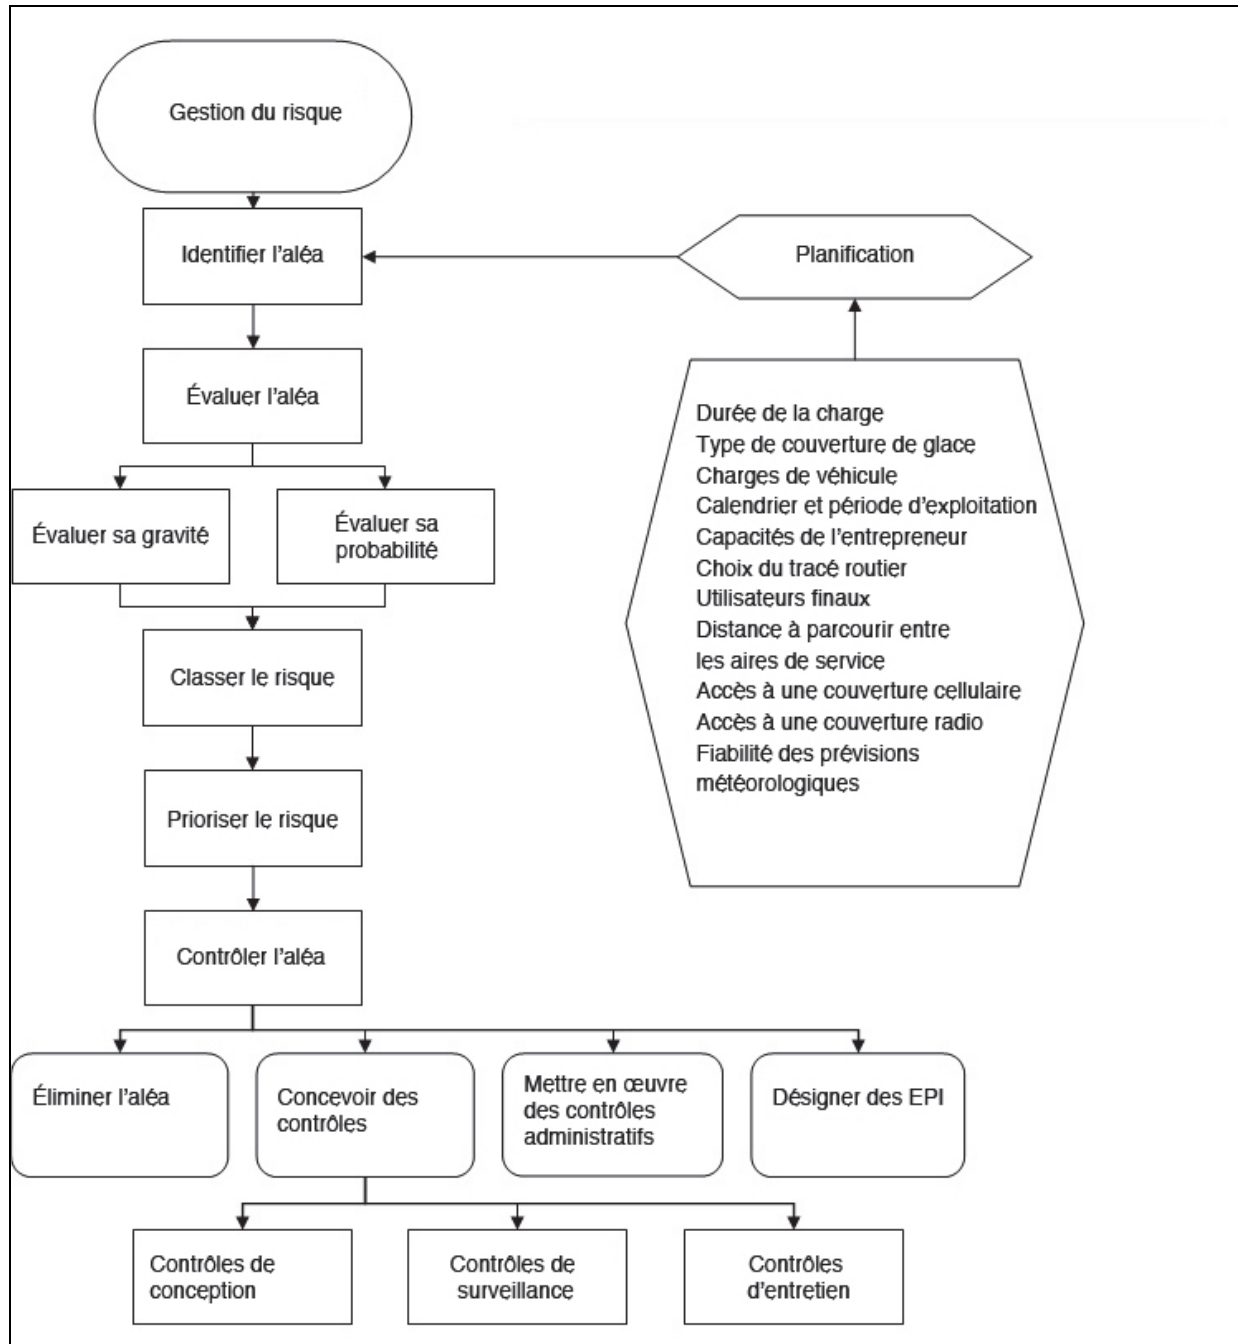 Gestion du risque
Identifier l'aléa
Planification
Évaluer l'aléa
Durée de la charge
Type de couverture de glace
Charges de véhicule
Calendrier et période d'exploitation
Capacités de l'entrepreneur
Choix du tracé routier
Utilisateurs finaux
Distance à parcourir entre
les aires de service
Accès à une couverture cellulaire
Accès à une couverture radio
Fiabilité des prévisions
météorologiques
Évaluer sa gravité
Évaluer sa
probabilité
Classer le risque
Prioriser le risque
Contrôler l'aléa
Éliminer l'aléa
Concevoir des
contrôles
Mettre en œuvre
des contrôles
administratifs
Désigner des EPI
Contrôles de
conception
Contrôles de
surveillance
Contrôles
d'entretien